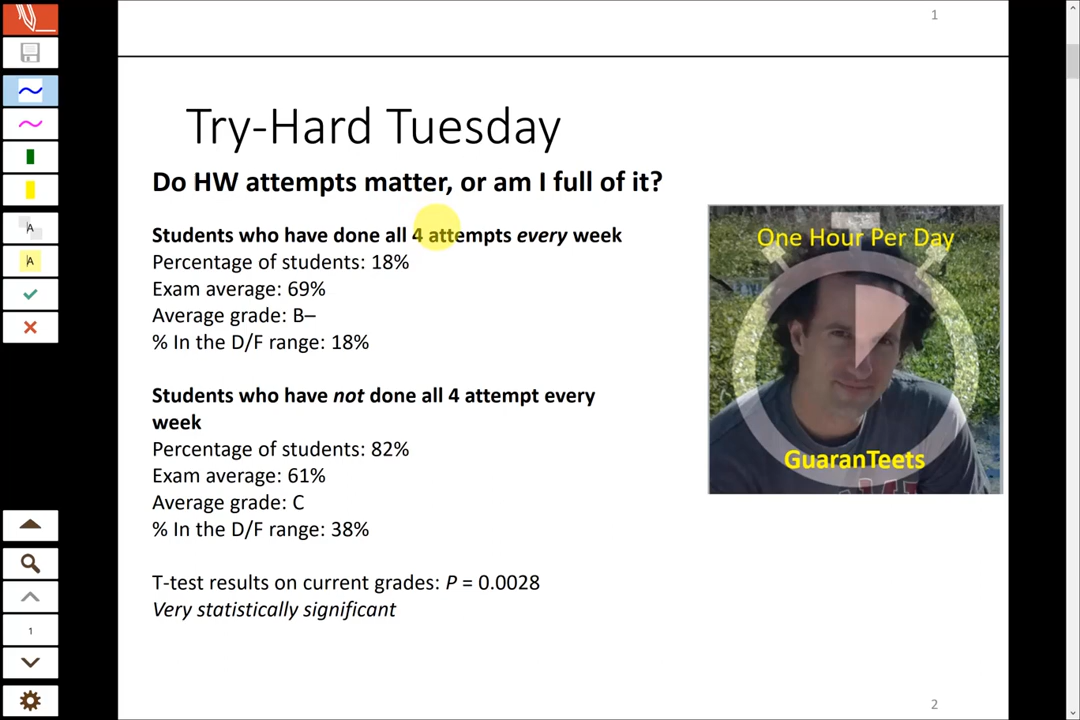 1
Try-Hard Tuesday
Do HW attempts matter, or am I full of it?
Students who have done all 4 attempts every week
Percentage of students: 18%
Exam average: 69%
Average grade: B–
% In the D/F range: 18%
Students who have not done all 4 attempt every
week
Percentage of students: 82%
Exam average: 61%
Average grade: C
% In the D/F range: 38%
T-test results on current grades: P = 0.0028
Very statistically significant
One Hour Per Day
GuaranTeets
A
A
1
2